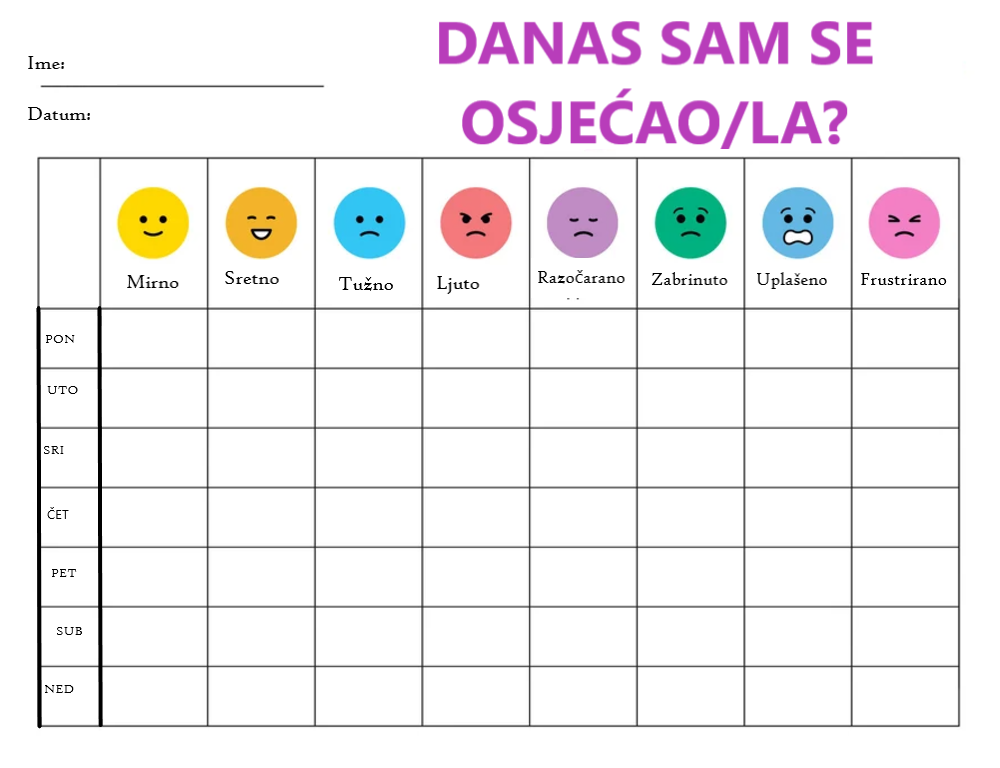 DANAS SAM SE
OSJEĆAO/LA?
Ime:
Datum:
Mirno
Sretno
Tužno
Ljuto
Razočarano
Zabrinuto
Uplašeno
Frustrirano
PON
UTO
SRI
ČET
PET
SUB
NED